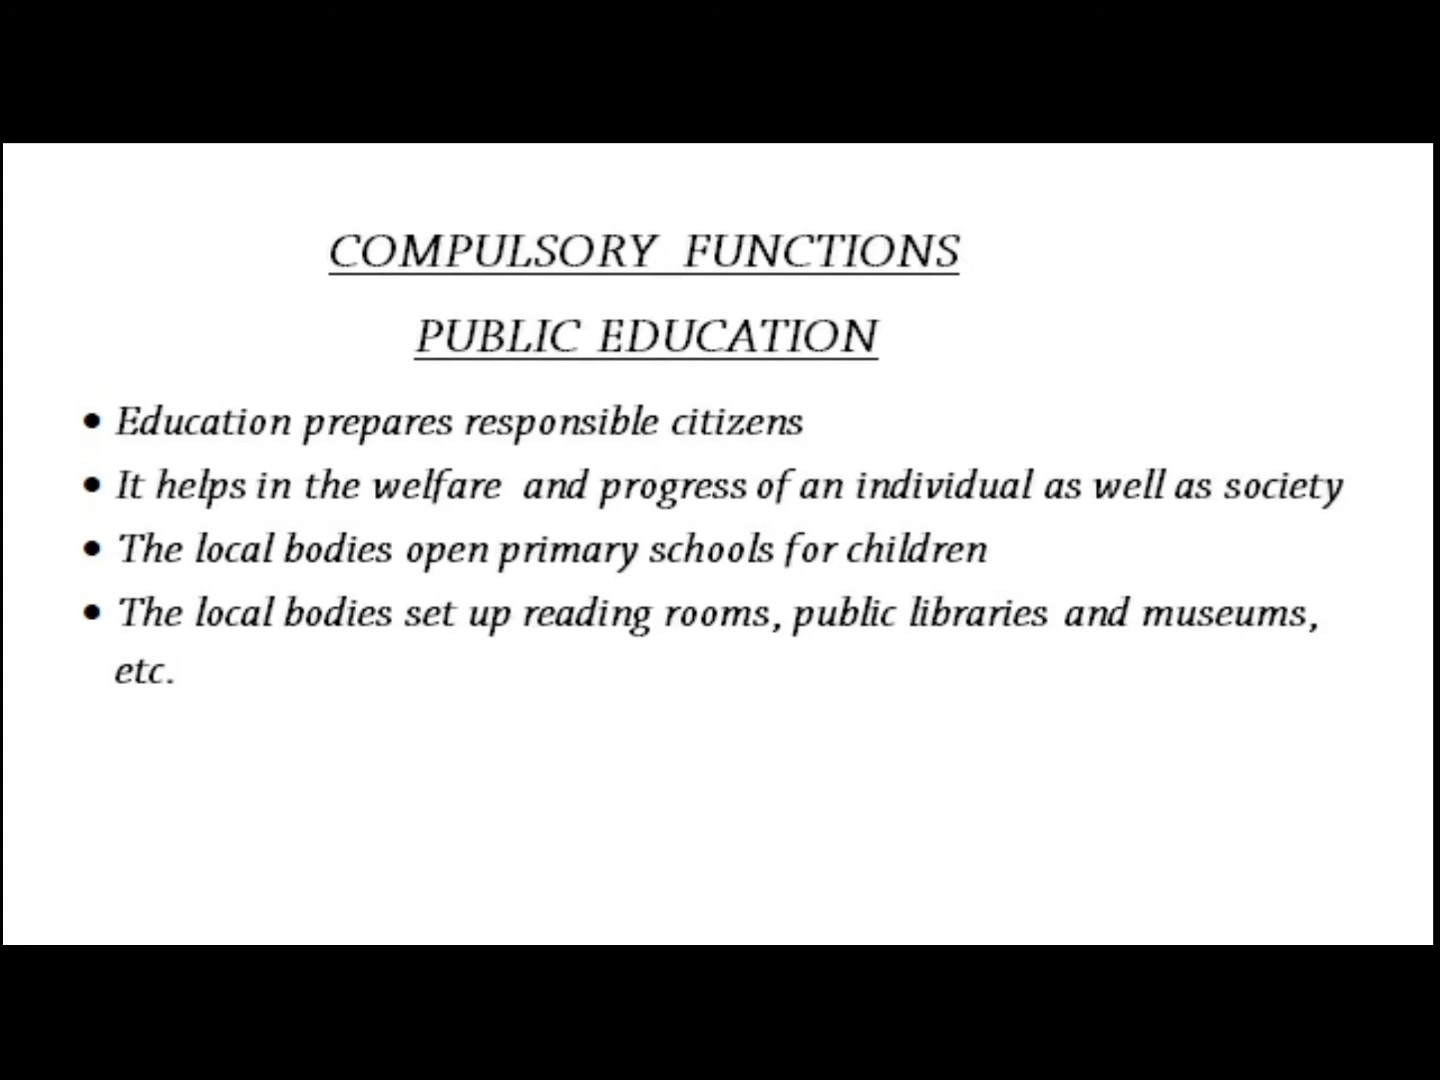 COMPULSORY FUNCTIONS
PUBLIC EDUCATION
• Education prepares responsible citizens
• It helps in the welfare and progress of an individual as well as society
• The local bodies open primary schools for children
• The local bodies set up reading rooms, public libraries and museums,
etc.